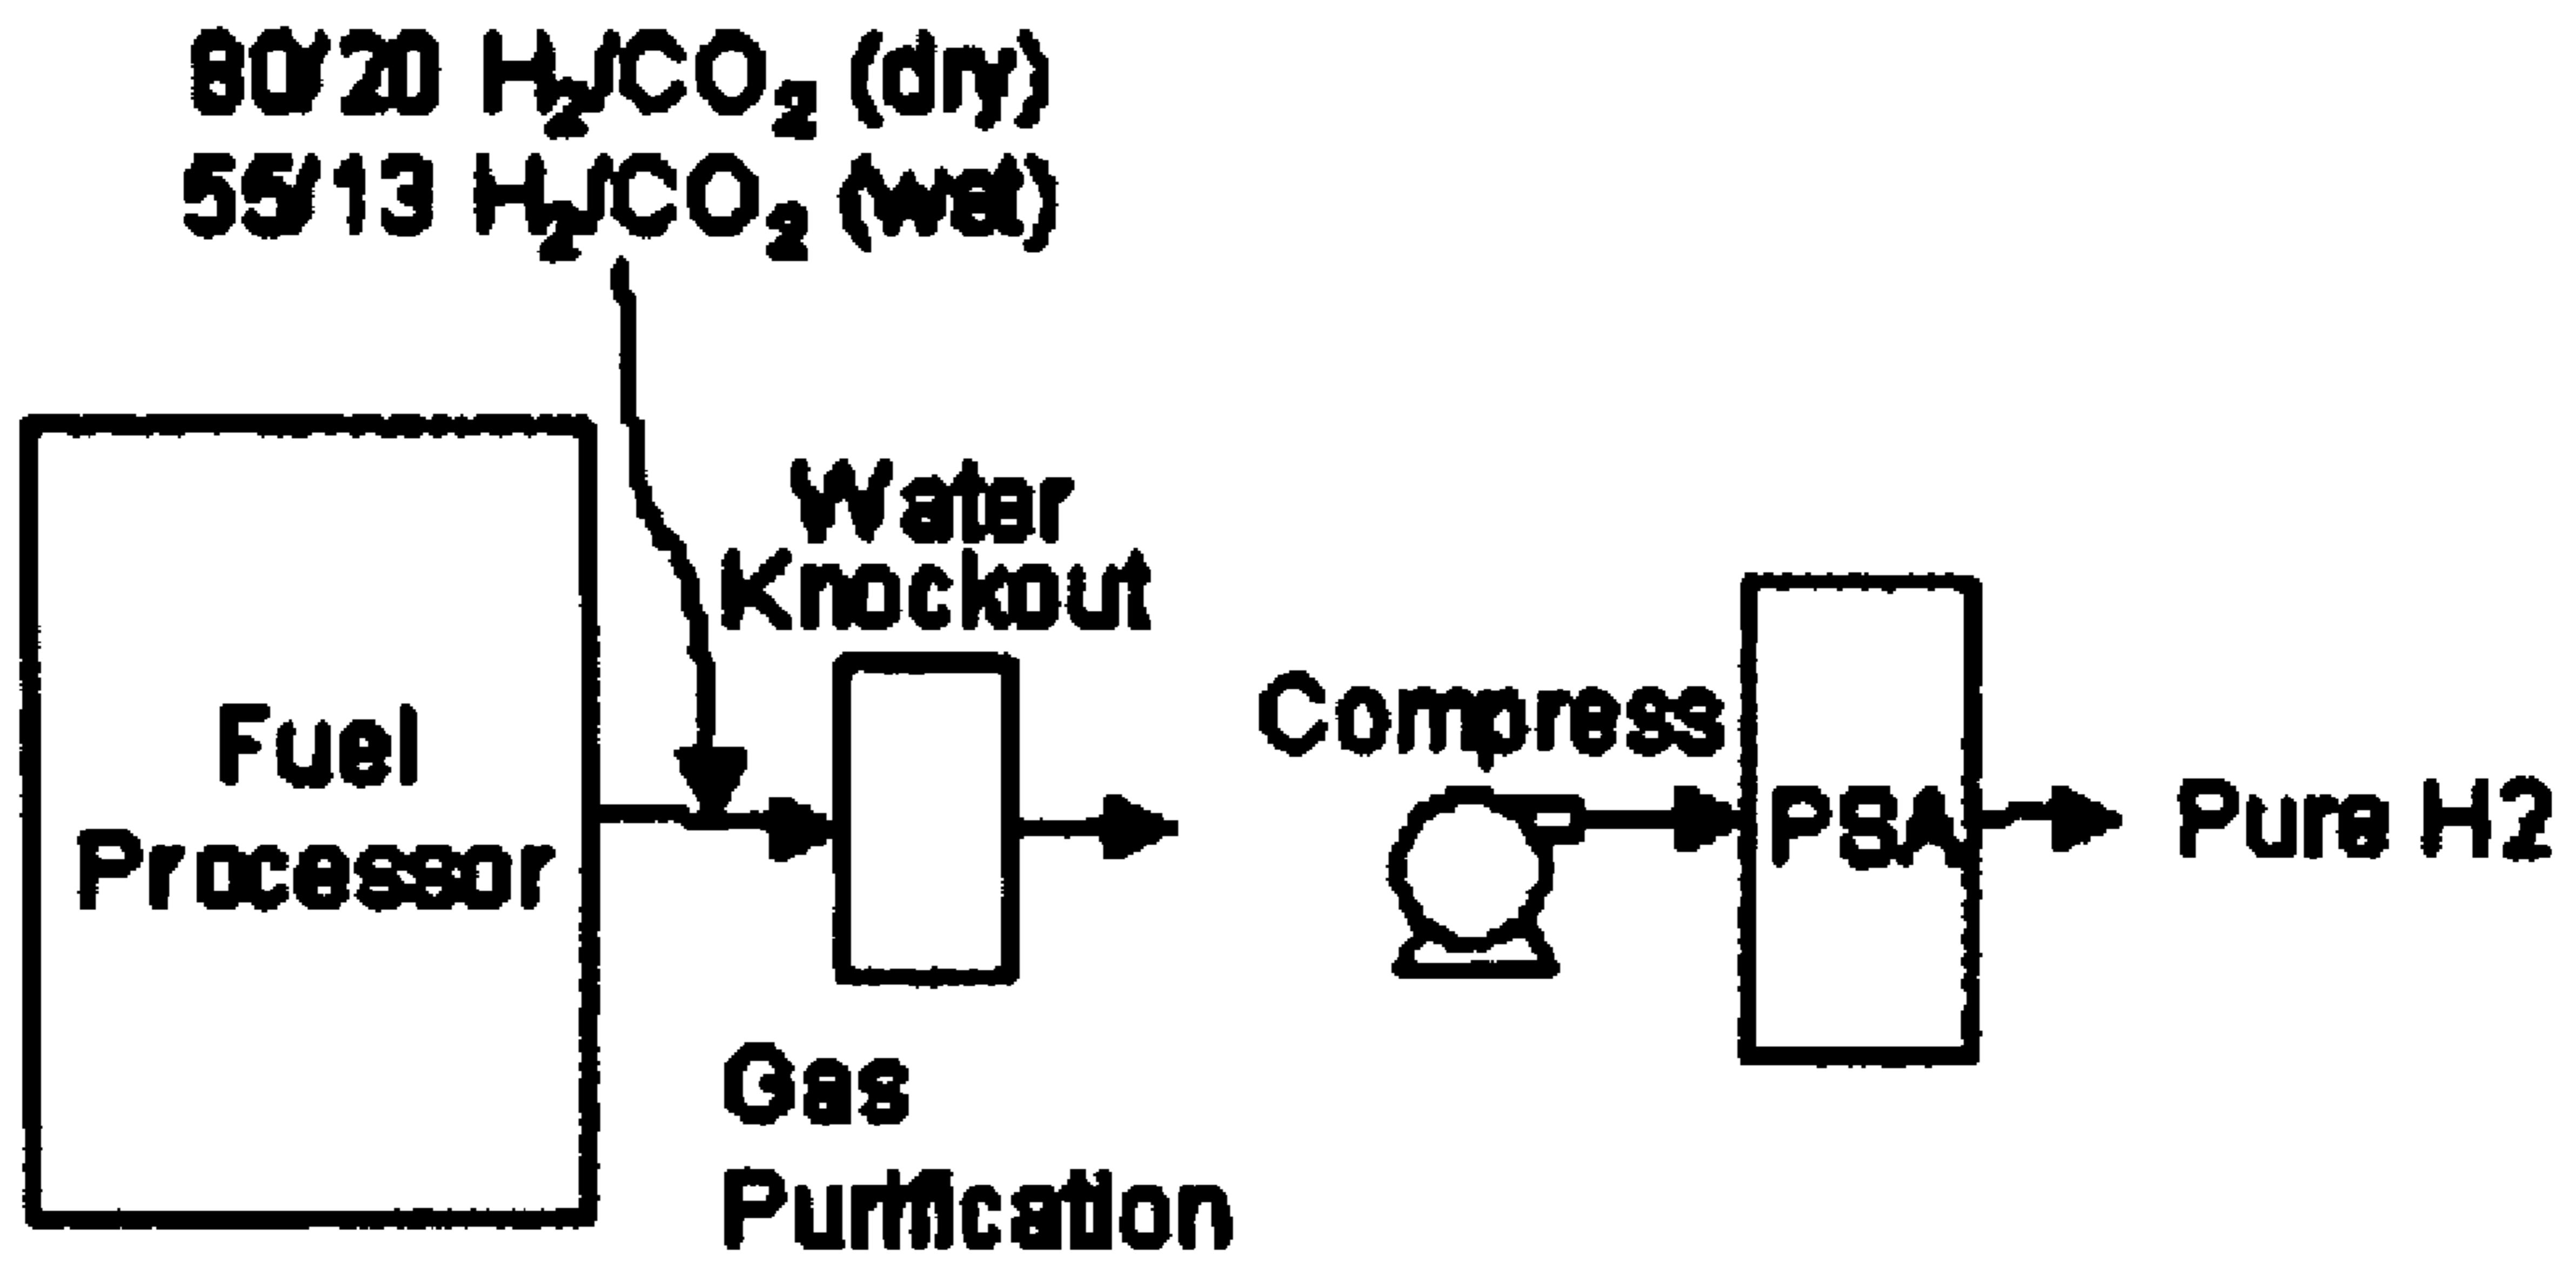 80/20 H₂/CO₂ (dry)
55/13 H₂/CO₂ (wet)
Water
Knockout
Fuel
Processor
Compress
PSA
Pure H2
Gas
Purification